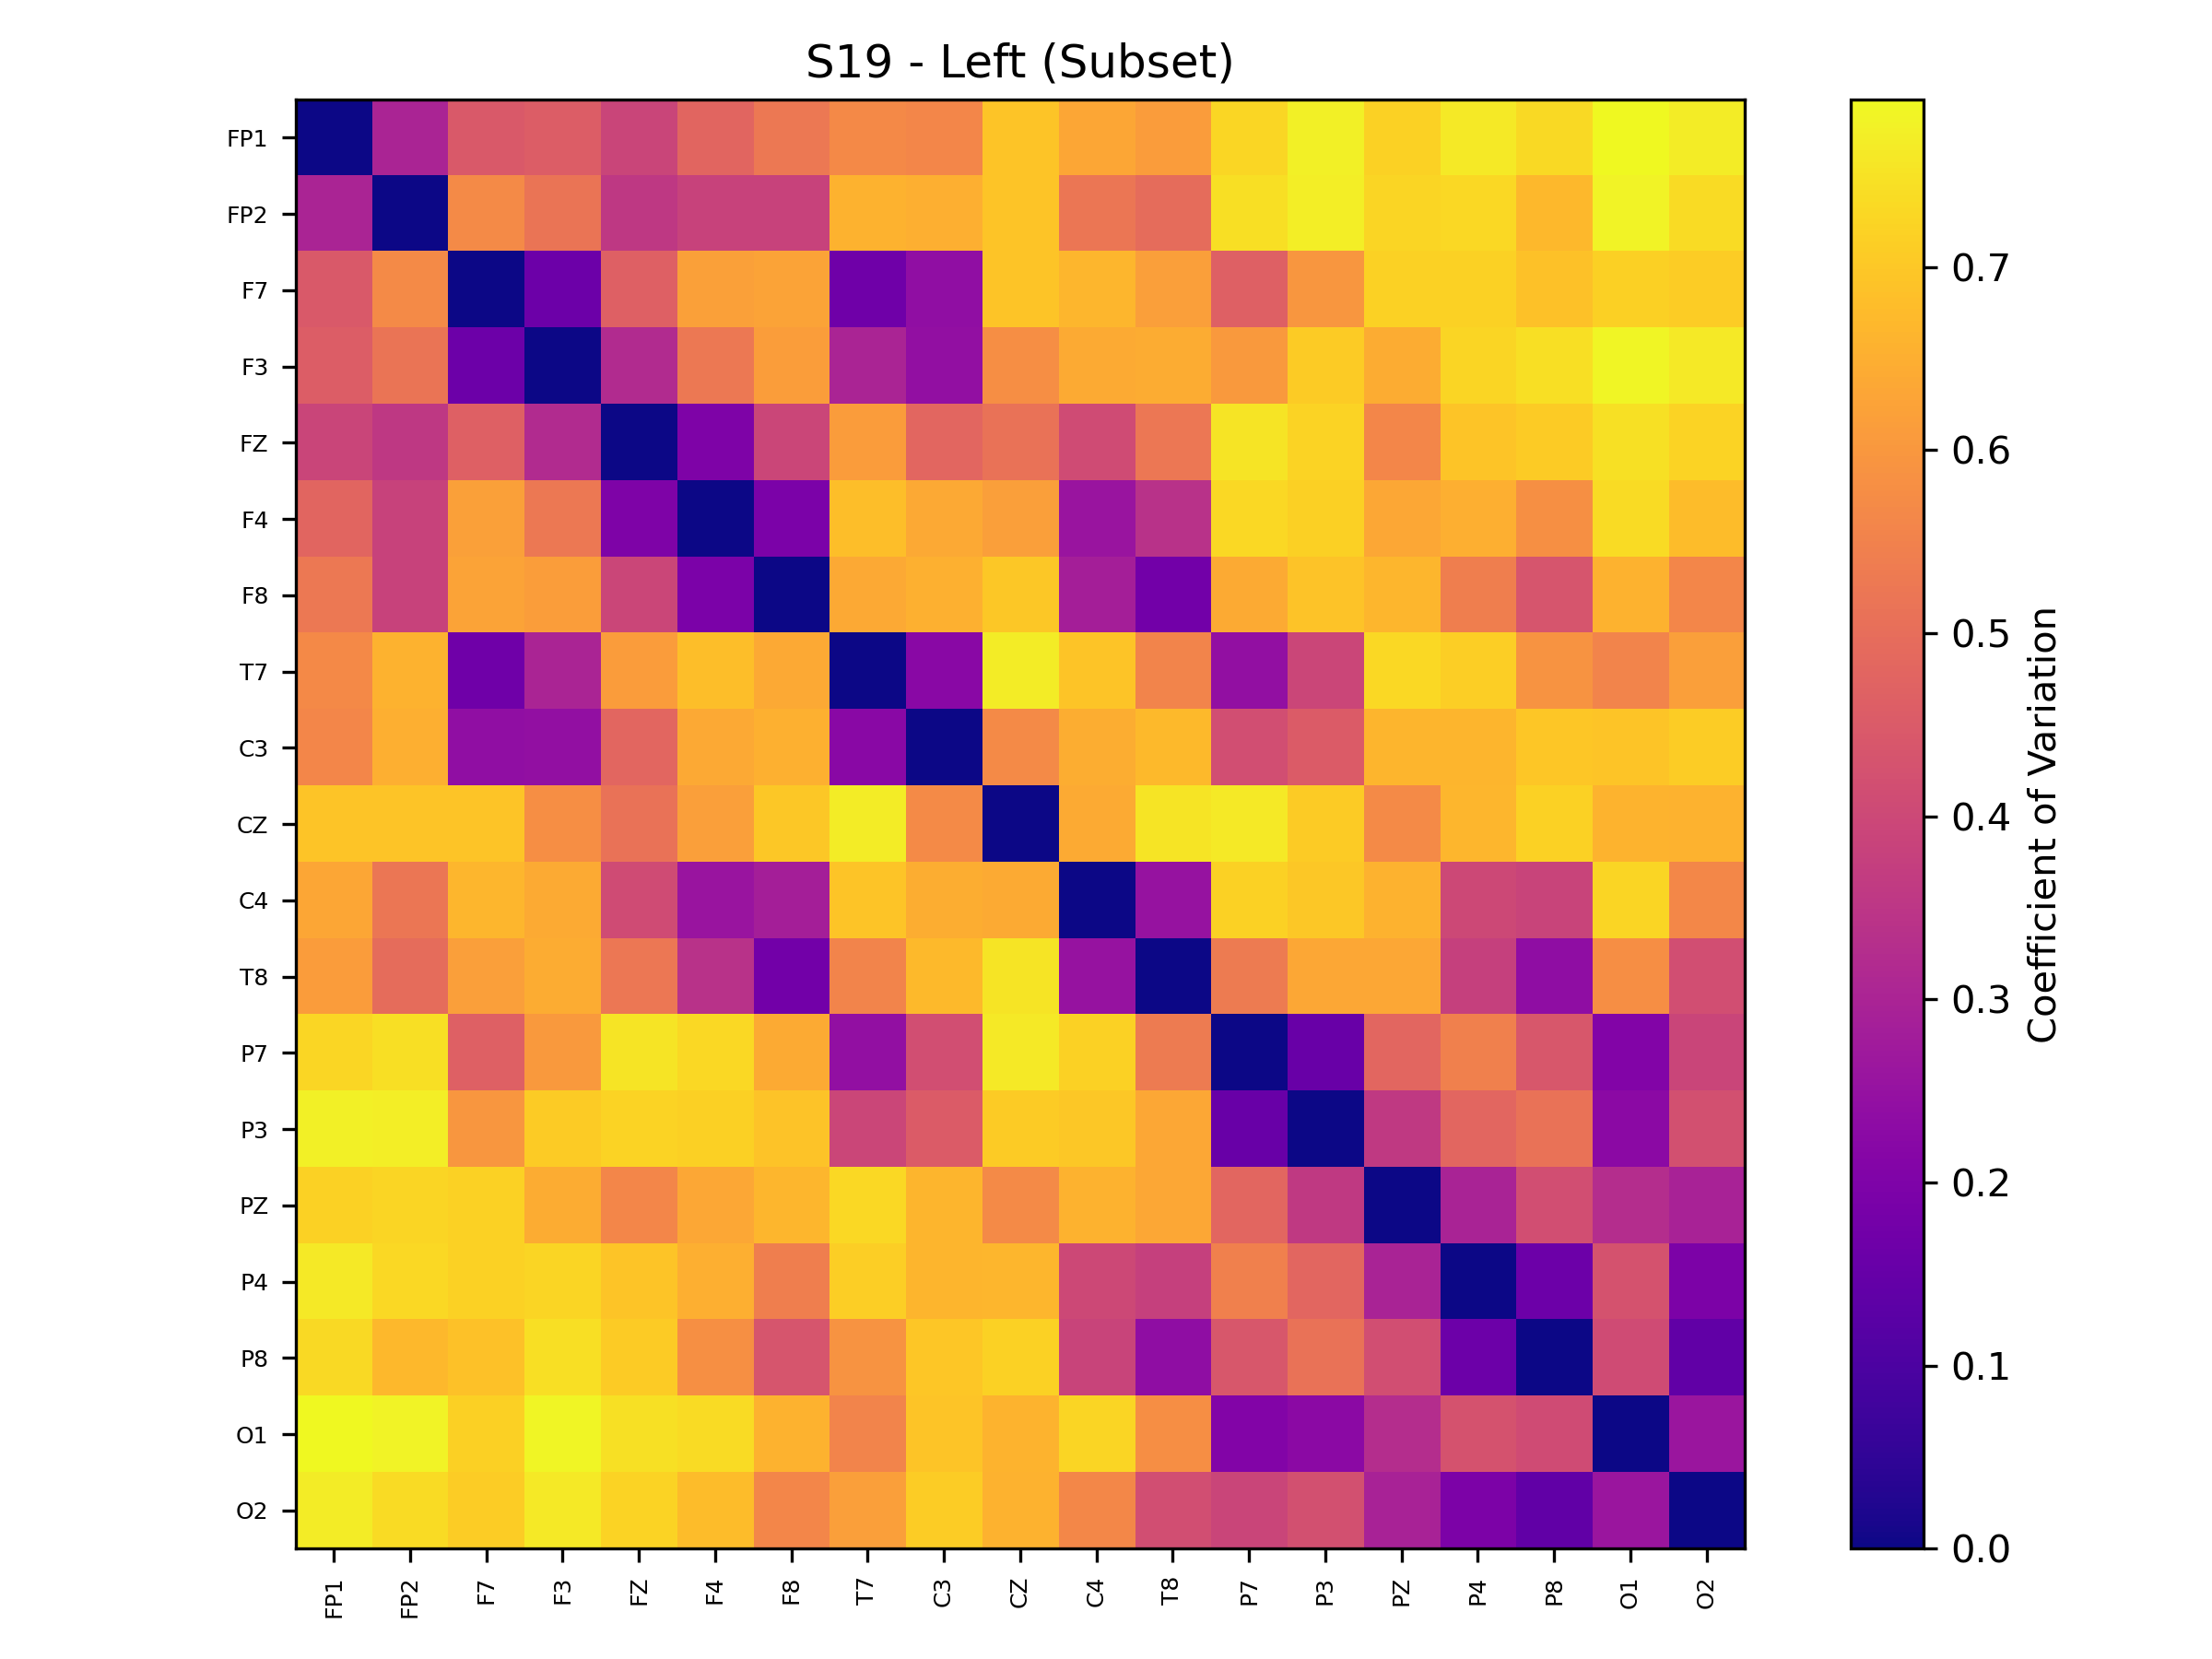 S19 - Left (Subset)
FP1
FP2
F7
F3
FZ
F4
F8
T7
C3
CZ
C4
T8
P7
P3
PZ
P4
P8
O1
O2
FP1 FP2 F7 F3 FZ F4 F8 T7 C3 CZ C4 T8 P7 P3 PZ P4 P8 O1 O2
0.7
0.6
0.5
0.4
0.3
0.2
0.1
0.0
Coefficient of Variation